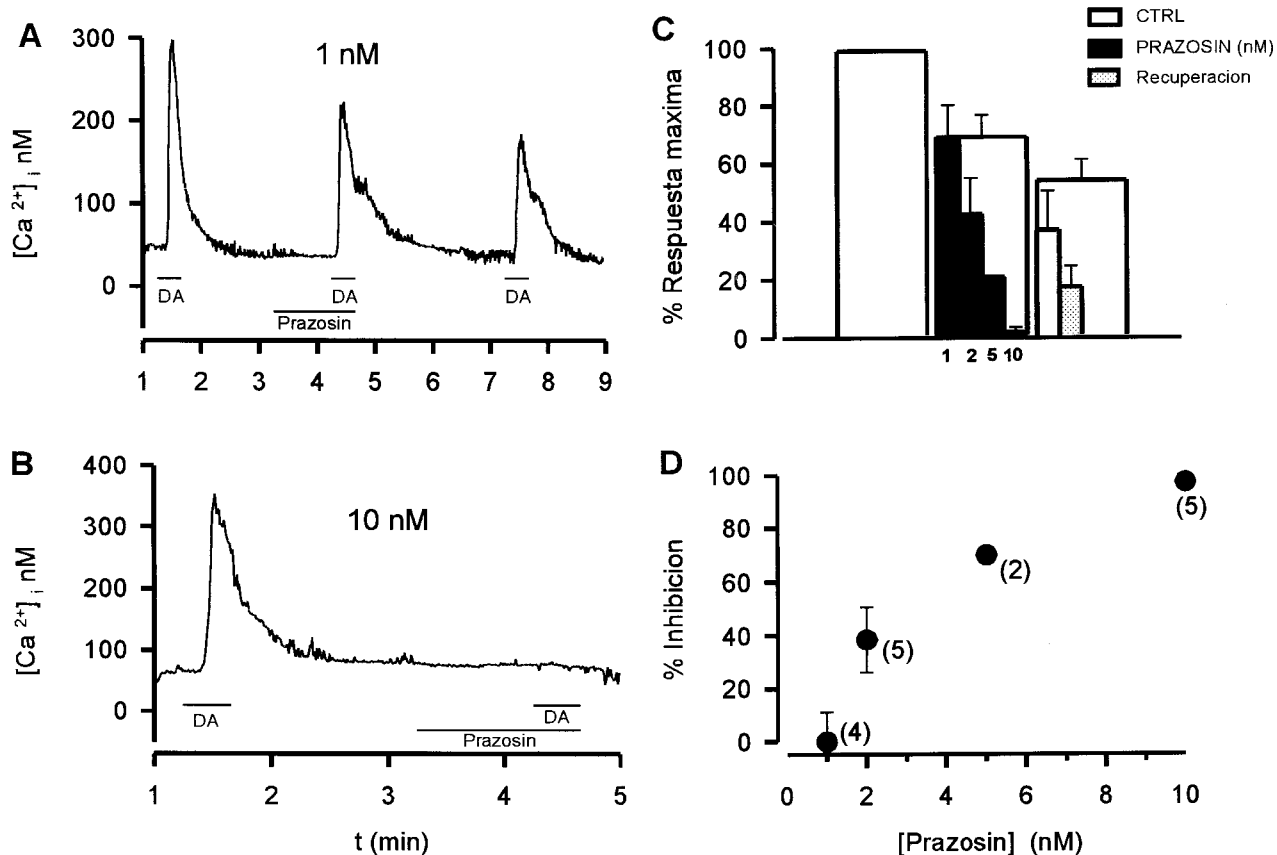 A
300
200
100
0
[Ca 2+] i nM
1 nM
DA
DA
DA
Prazosin
1 2 3 4 5 6 7 8 9
B
400
300
200
100
0
[Ca 2+] i nM
10 nM
DA
DA
Prazosin
1 2 3 4 5
t (min)
C
CTRL
PRAZOSIN (nM)
Recuperacion
100
80
60
40
20
0
% Respuesta maxima
1 2 5 10
D
100
80
60
40
20
0
% Inhibicion
(4)
(5)
(2)
(5)
0 2 4 6 8 10
[Prazosin] (nM)